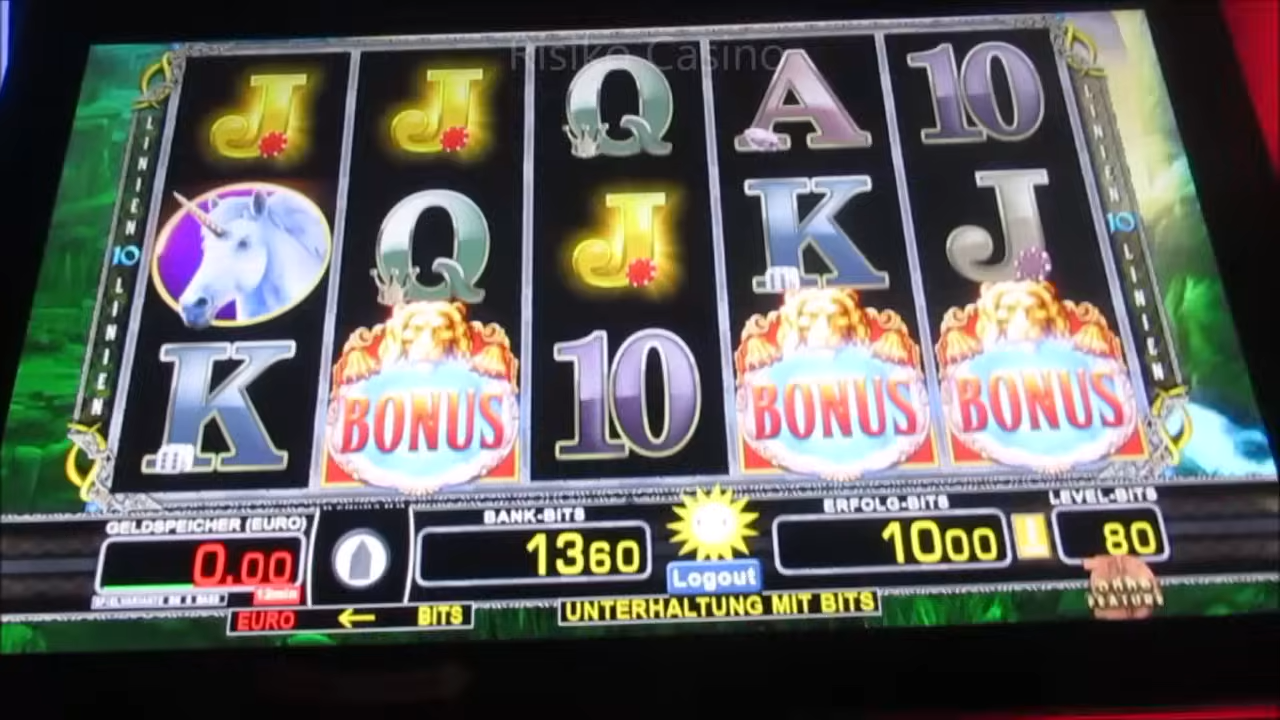 Risiko Casino
J J Q A 10
Q J K J
K BONUS 10 BONUS BONUS
LINIEN 10 LINIEN
LINIEN 10 LINIEN
GELDSPEICHER (EURO) BANK-BITS ERFOLG-BITS LEVEL-BITS
0.00 1360 1000 80
12min Logout
EURO ← BITS UNTERHALTUNG MIT BITS